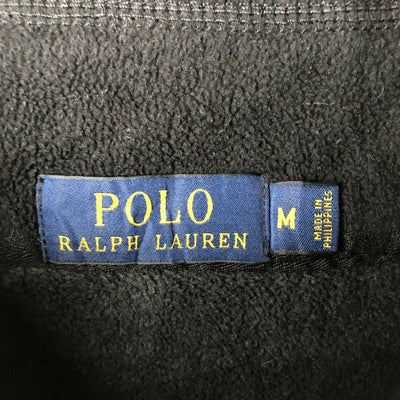 POLO
RALPH LAUREN
M
MADE IN
PHILIPPINES